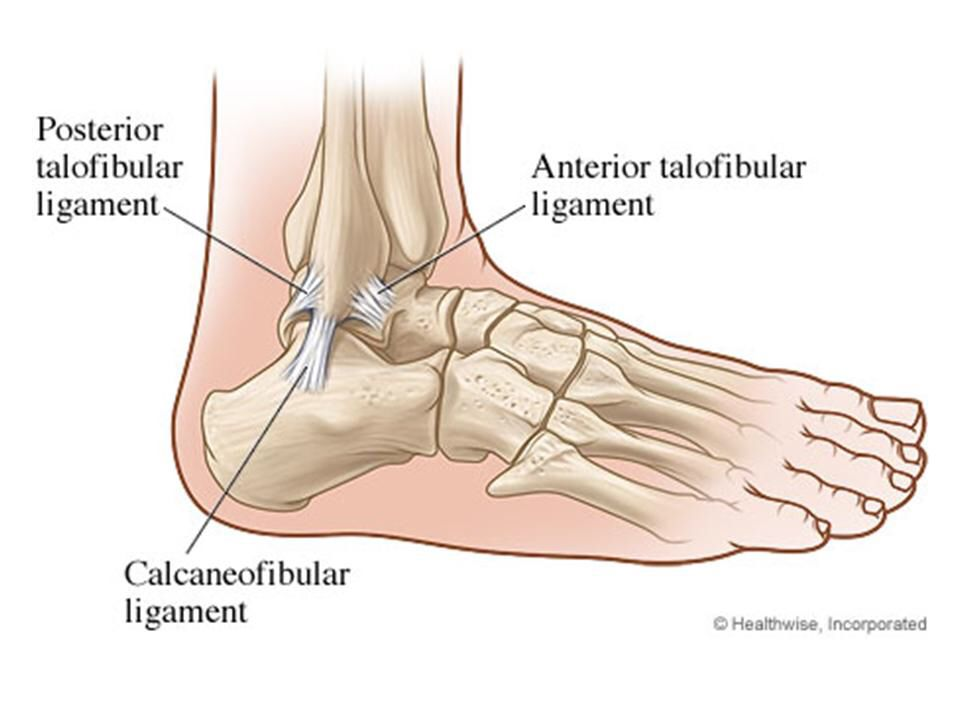 Posterior
talofibular
ligament
Anterior talofibular
ligament
Calcaneofibular
ligament
© Healthwise, Incorporated